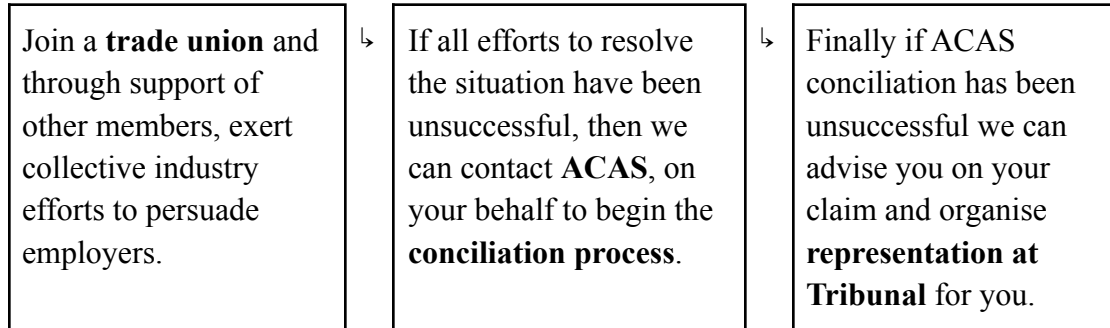 Join a trade union and
through support of
other members, exert
collective industry
efforts to persuade
employers.
↳
If all efforts to resolve
the situation have been
unsuccessful, then we
can contact ACAS, on
your behalf to begin the
conciliation process.
↳
Finally if ACAS
conciliation has been
unsuccessful we can
advise you on your
claim and organise
representation at
Tribunal for you.